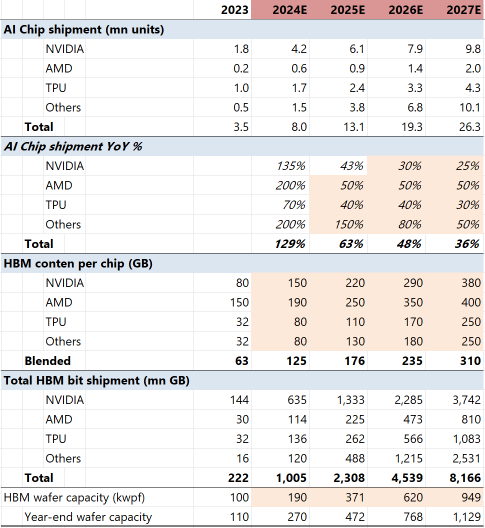 2023 2024E 2025E 2026E 2027E
AI Chip shipment (mn units)
NVIDIA 1.8 4.2 6.1 7.9 9.8
AMD 0.2 0.6 0.9 1.4 2.0
TPU 1.0 1.7 2.4 3.3 4.3
Others 0.5 1.5 3.8 6.8 10.1
Total 3.5 8.0 13.1 19.3 26.3
AI Chip shipment YoY %
NVIDIA 135% 43% 30% 25%
AMD 200% 50% 50% 50%
TPU 70% 40% 40% 30%
Others 200% 150% 80% 50%
Total 129% 63% 48% 36%
HBM conten per chip (GB)
NVIDIA 80 150 220 290 380
AMD 150 190 250 350 400
TPU 32 80 110 170 250
Others 32 80 130 180 250
Blended 63 125 176 235 310
Total HBM bit shipment (mn GB)
NVIDIA 144 635 1,333 2,285 3,742
AMD 30 114 225 473 810
TPU 32 136 262 566 1,083
Others 16 120 488 1,215 2,531
Total 222 1,005 2,308 4,539 8,166
HBM wafer capacity (kwpf) 100 190 371 620 949
Year-end wafer capacity 110 270 472 768 1,129